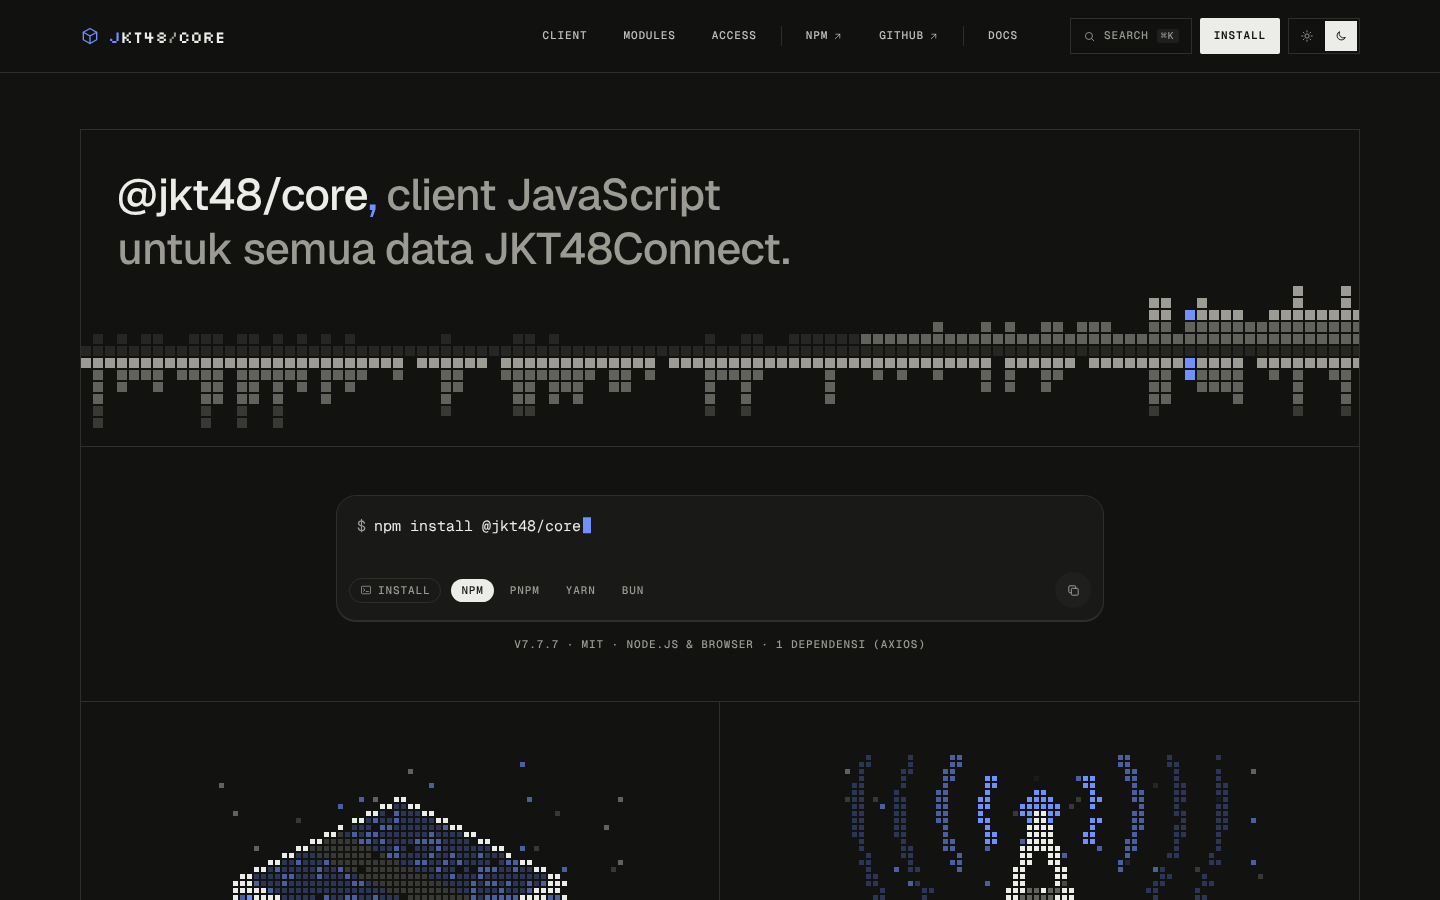 JKT48/CORE
CLIENT MODULES ACCESS NPM ↗ GITHUB ↗ DOCS
SEARCH ⌘K
INSTALL
@jkt48/core, client JavaScript
untuk semua data JKT48Connect.
$ npm install @jkt48/core
INSTALL NPM PNPM YARN BUN
V7.7.7 · MIT · NODE.JS & BROWSER · 1 DEPENDENSI (AXIOS)